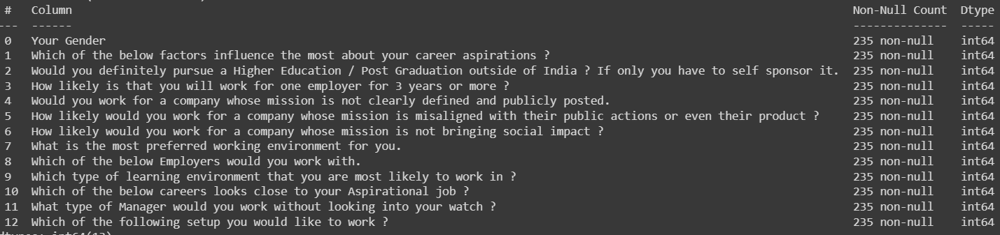 # Column Non-Null Count Dtype
--- ------ -------------- -----
0 Your Gender 235 non-null int64
1 Which of the below factors influence the most about your career aspirations ? 235 non-null int64
2 Would you definitely pursue a Higher Education / Post Graduation outside of India ? If only you have to self sponsor it. 235 non-null int64
3 How likely is that you will work for one employer for 3 years or more ? 235 non-null int64
4 Would you work for a company whose mission is not clearly defined and publicly posted. 235 non-null int64
5 How likely would you work for a company whose mission is misaligned with their public actions or even their product ? 235 non-null int64
6 How likely would you work for a company whose mission is not bringing social impact ? 235 non-null int64
7 What is the most preferred working environment for you. 235 non-null int64
8 Which of the below Employers would you work with. 235 non-null int64
9 Which type of learning environment that you are most likely to work in ? 235 non-null int64
10 Which of the below careers looks close to your Aspirational job ? 235 non-null int64
11 What type of Manager would you work without looking into your watch ? 235 non-null int64
12 Which of the following setup you would like to work ? 235 non-null int64
dtypes: int64(13)